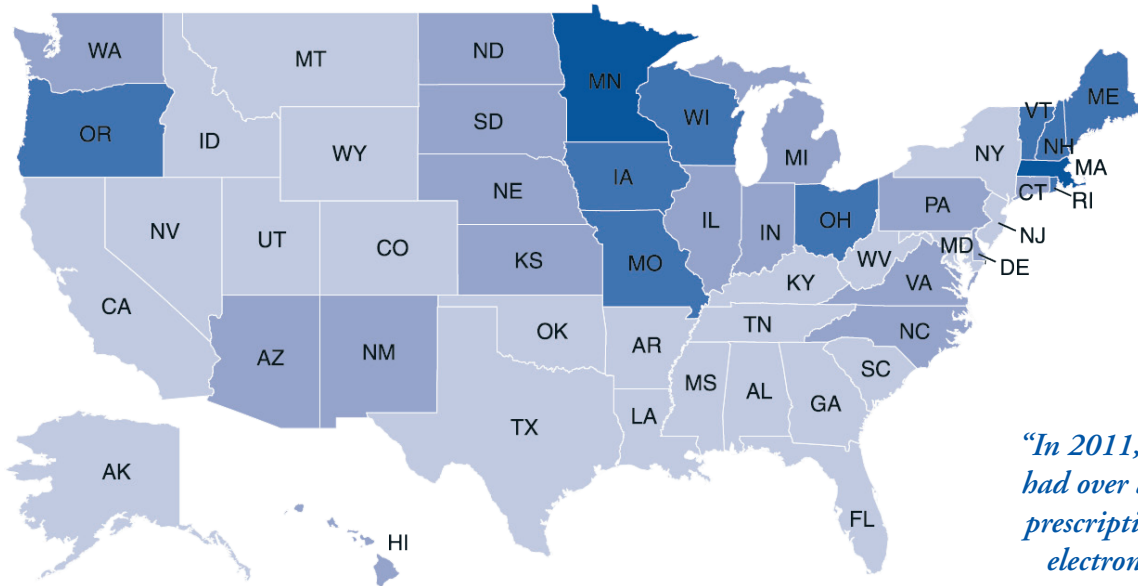 WA
MT
ND
MN
OR
ID
WY
SD
WI
MI
VT
ME
NH
NY
MA
CT
RI
NV
UT
CO
NE
IA
IL
IN
OH
PA
NJ
CA
KS
MO
KY
WV
MD
DE
VA
AZ
NM
OK
AR
TN
NC
SC
TX
LA
MS
AL
GA
FL
AK
HI
“In 2011,
had over
prescripti
electron